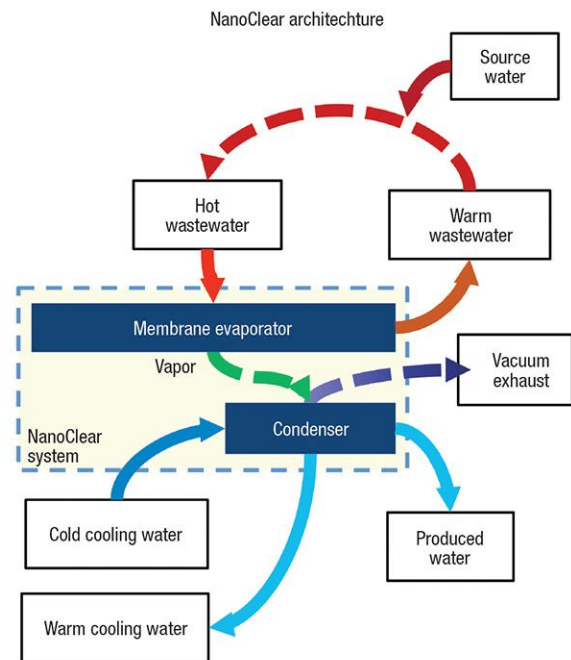 NanoClear architechture
Source
water
Hot
wastewater
Warm
wastewater
Membrane evaporator
Vapor
Vacuum
exhaust
Condenser
NanoClear
system
Cold cooling water
Produced
water
Warm cooling water